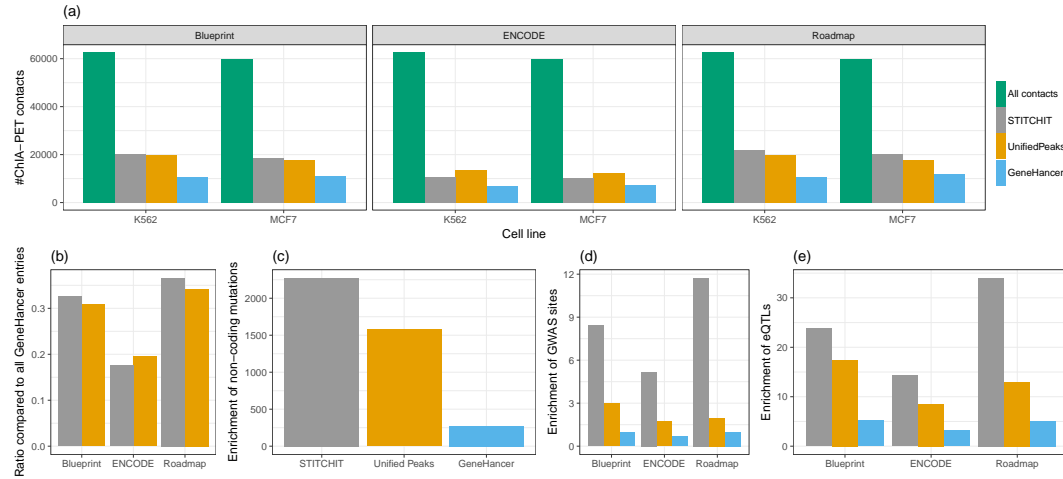 (a)
Blueprint
ENCODE
Roadmap
#ChIA−PET contacts
60000
40000
20000
0
K562
MCF7
K562
MCF7
K562
MCF7
Cell line
All contacts
STITCHIT
UnifiedPeaks
GeneHancer
(b)
Ratio compared to all GeneHancer entries
0.3
0.2
0.1
0.0
Blueprint
ENCODE
Roadmap
(c)
Enrichment of non−coding mutations
2000
1500
1000
500
0
STITCHIT
Unified Peaks
GeneHancer
(d)
Enrichment of GWAS sites
12
9
6
3
0
Blueprint
ENCODE
Roadmap
(e)
Enrichment of eQTLs
30
20
10
0
Blueprint
ENCODE
Roadmap